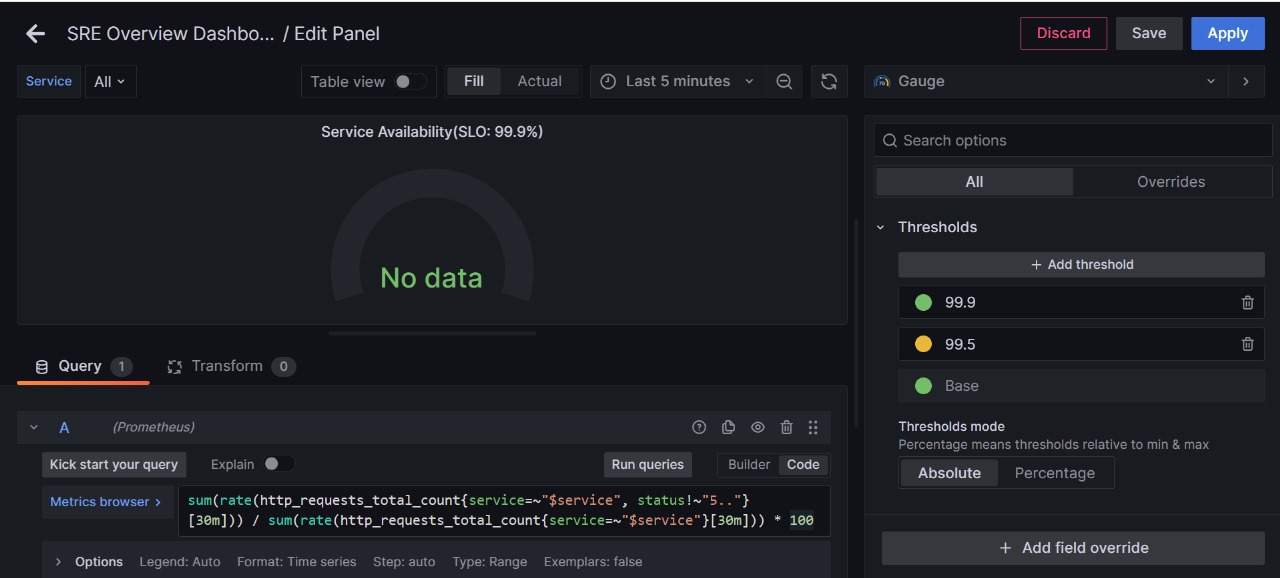 SRE Overview Dashbo... / Edit Panel
Discard
Save
Apply
Service
All
Table view
Fill
Actual
Last 5 minutes
Gauge
Service Availability(SLO: 99.9%)
No data
Search options
All
Overrides
Thresholds
+ Add threshold
99.9
99.5
Base
Thresholds mode
Percentage means thresholds relative to min & max
Absolute
Percentage
+ Add field override
Query 1
Transform 0
A (Prometheus)
Kick start your query
Explain
Run queries
Builder
Code
Metrics browser >
sum(rate(http_requests_total_count{service=~"$service", status!~"5.."}
[30m])) / sum(rate(http_requests_total_count{service=~"$service"}[30m])) * 100
> Options Legend: Auto Format: Time series Step: auto Type: Range Exemplars: false